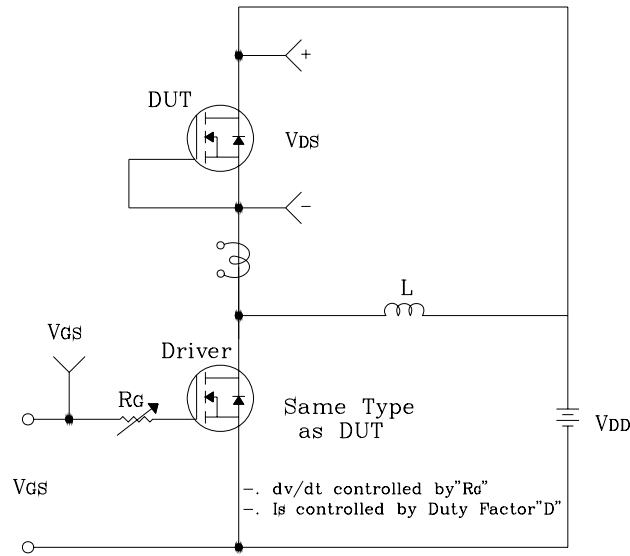 +
DUT
VDS
−
L
VGS
Driver
RG
Same Type
as DUT
VDD
VGS
−. dv/dt controlled by"RG"
−. Is controlled by Duty Factor"D"